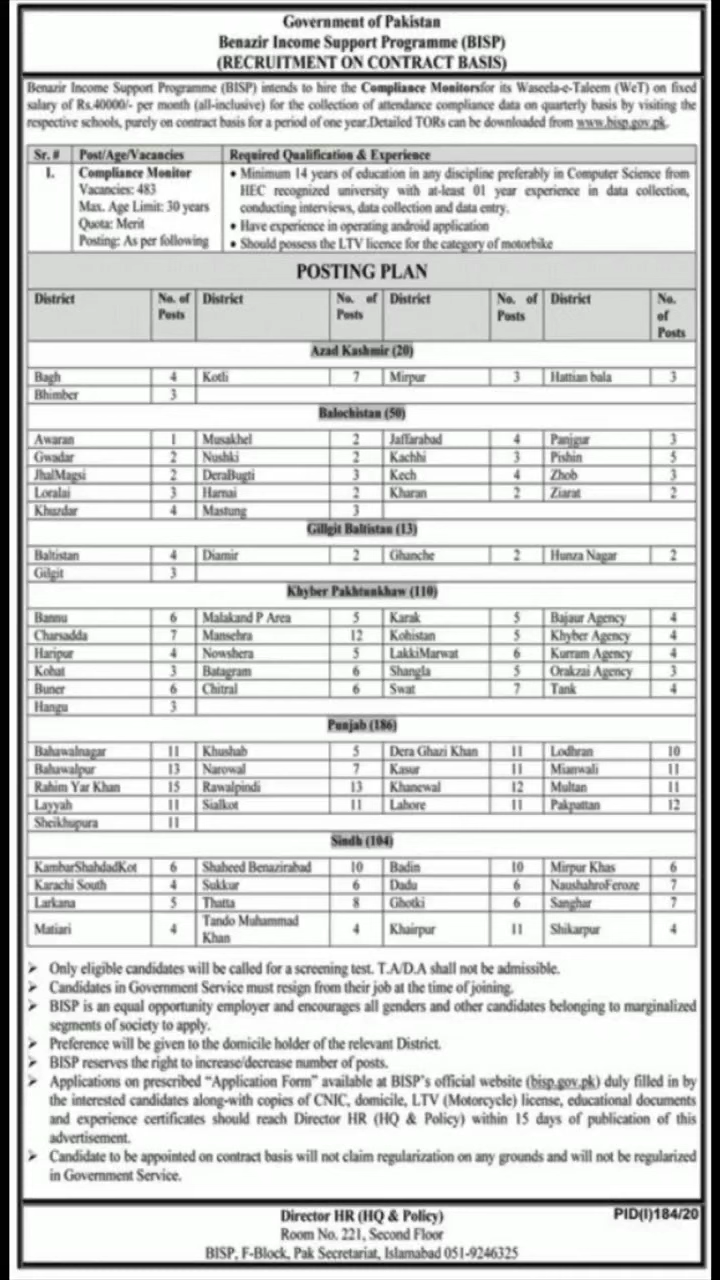 Government of Pakistan
Benazir Income Support Programme (BISP)
(RECRUITMENT ON CONTRACT BASIS)
Benazir Income Support Programme (BISP) intends to hire the Compliance Monitorsfor its Waseela-e-Taleem (WeT) on fixed
salary of Rs.40000/- per month (all-inclusive) for the collection of attendance compliance data on quarterly basis by visiting the
respective schools, purely on contract basis for a period of one year.Detailed TORs can be downloaded from www.bisp.gov.pk.
Sr. # Post/Age/Vacancies Required Qualification & Experience
1. Compliance Monitor • Minimum 14 years of education in any discipline preferably in Computer Science from
Vacancies: 483 HEC recognized university with at-least 01 year experience in data collection,
Max. Age Limit: 30 years conducting interviews, data collection and data entry.
Quota: Merit • Have experience in operating android application
Posting: As per following • Should possess the LTV licence for the category of motorbike
POSTING PLAN
District No. of Posts District No. of Posts District No. of Posts District No. of Posts
Azad Kashmir (20)
Bagh 4 Kotli 7 Mirpur 3 Hattian bala 3
Bhimber 3
Balochistan (50)
Awaran 1 Musakhel 2 Jaffarabad 4 Panjgur 3
Gwadar 2 Nushki 2 Kachhi 3 Pishin 5
JhalMagsi 2 DeraBugti 3 Kech 4 Zhob 3
Loralai 3 Harnai 2 Kharan 2 Ziarat 2
Khuzdar 4 Mastung 3
Gillgit Baltistan (13)
Baltistan 4 Diamir 2 Ghanche 2 Hunza Nagar 2
Gilgit 3
Khyber Pakhtunkhaw (110)
Bannu 6 Malakand P Area 5 Karak 5 Bajaur Agency 4
Charsadda 7 Mansehra 12 Kohistan 5 Khyber Agency 4
Haripur 4 Nowshera 5 LakkiMarwat 6 Kurram Agency 4
Kohat 3 Batagram 6 Shangla 5 Orakzai Agency 3
Buner 6 Chitral 6 Swat 7 Tank 4
Hangu 3
Punjab (186)
Bahawalnagar 11 Khushab 5 Dera Ghazi Khan 11 Lodhran 10
Bahawalpur 13 Narowal 7 Kasur 11 Mianwali 11
Rahim Yar Khan 15 Rawalpindi 13 Khanewal 12 Multan 11
Layyah 11 Sialkot 11 Lahore 11 Pakpattan 12
Sheikhupura 11
Sindh (104)
KambarShahdadKot 6 Shaheed Benazirabad 10 Badin 10 Mirpur Khas 6
Karachi South 4 Sukkur 6 Dadu 6 NaushahroFeroze 7
Larkana 5 Thatta 8 Ghotki 6 Sanghar 7
Matiari 4 Tando Muhammad Khan 4 Khairpur 11 Shikarpur 4
➢ Only eligible candidates will be called for a screening test. T.A/D.A shall not be admissible.
➢ Candidates in Government Service must resign from their job at the time of joining.
➢ BISP is an equal opportunity employer and encourages all genders and other candidates belonging to marginalized
segments of society to apply.
➢ Preference will be given to the domicile holder of the relevant District.
➢ BISP reserves the right to increase/decrease number of posts.
➢ Applications on prescribed "Application Form" available at BISP's official website (bisp.gov.pk) duly filled in by
the interested candidates along-with copies of CNIC, domicile, LTV (Motorcycle) license, educational documents
and experience certificates should reach Director HR (HQ & Policy) within 15 days of publication of this
advertisement.
➢ Candidate to be appointed on contract basis will not claim regularization on any grounds and will not be regularized
in Government Service.
Director HR (HQ & Policy) PID(I)184/20
Room No. 221, Second Floor
BISP, F-Block, Pak Secretariat, Islamabad 051-9246325